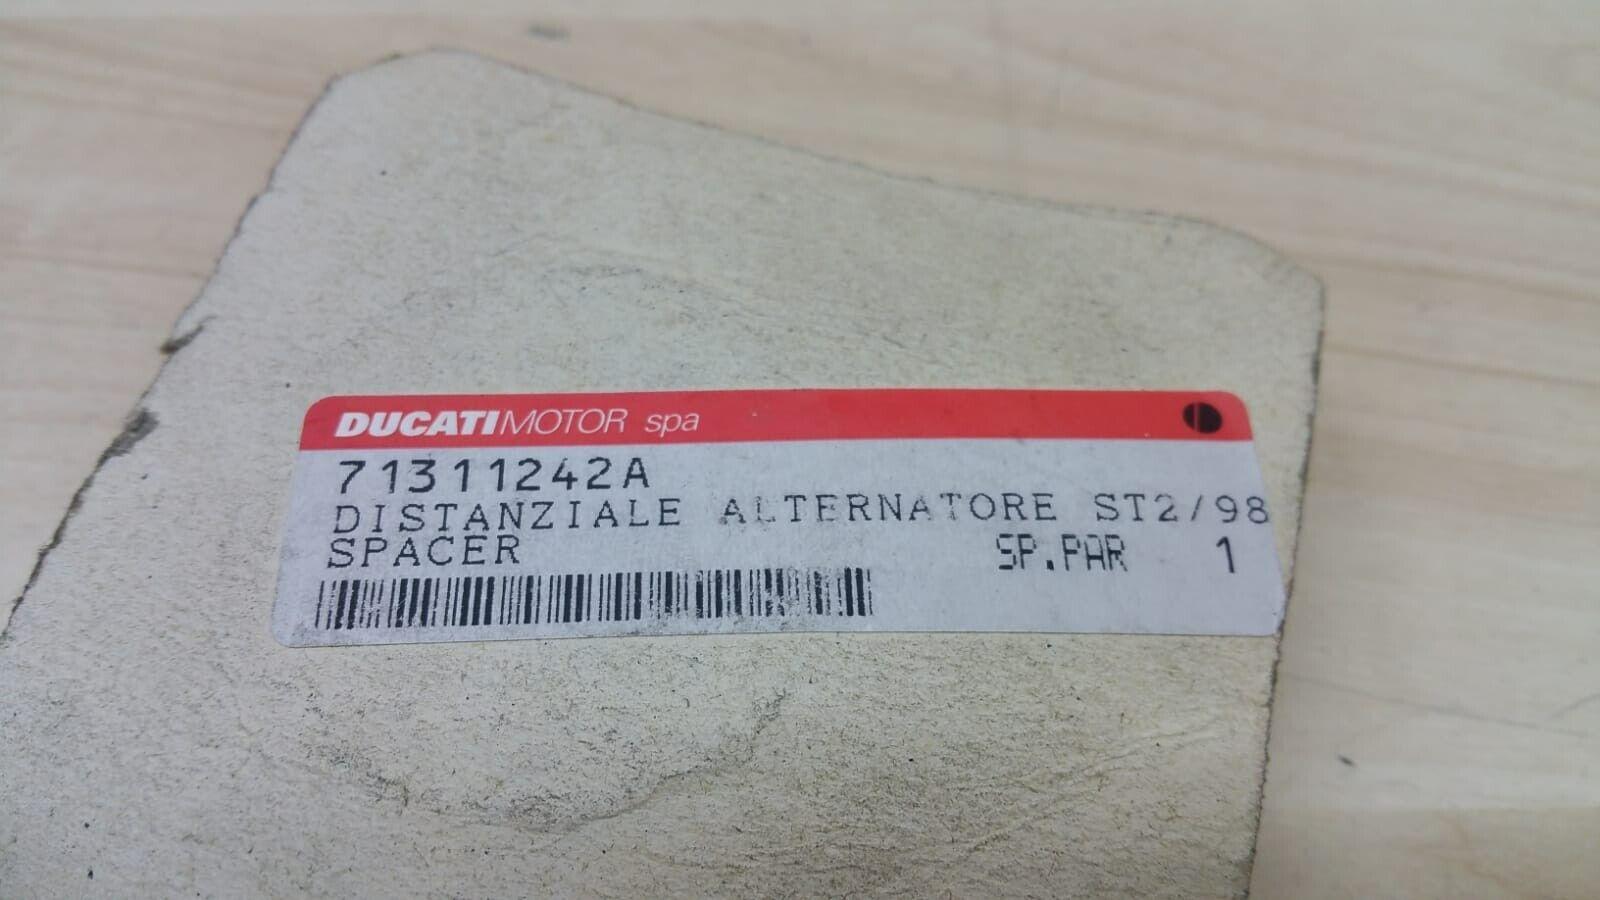 DUCATIMOTOR spa
71311242A
DISTANZIALE ALTERNATORE ST2/98
SPACER SP.PAR 1